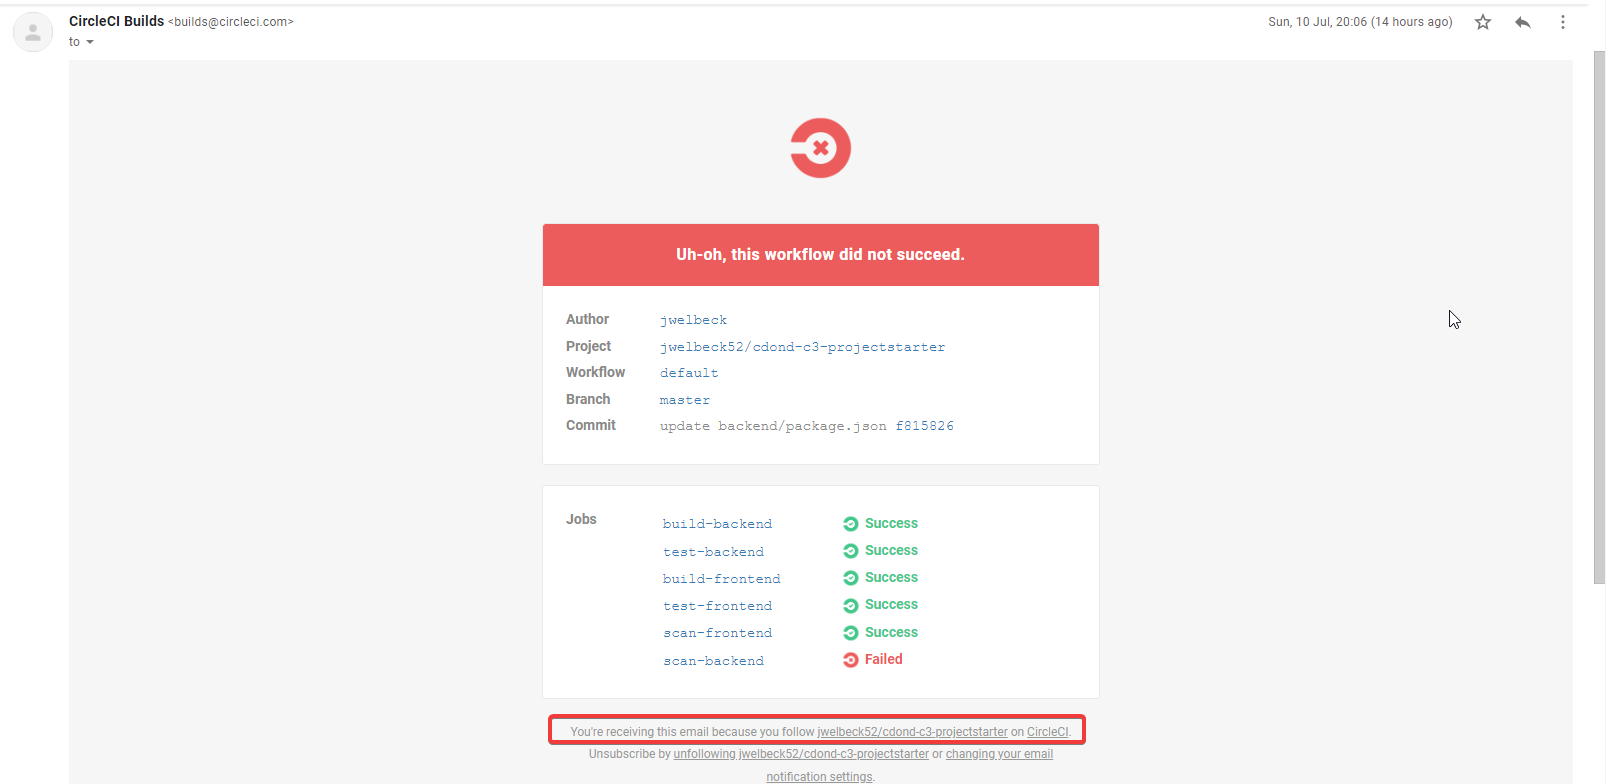 CircleCI Builds <builds@circleci.com>
Sun, 10 Jul, 20:06 (14 hours ago)
to
Uh-oh, this workflow did not succeed.
Author jwelbeck
Project jwelbeck52/cdond-c3-projectstarter
Workflow default
Branch master
Commit update backend/package.json f815826
Jobs
build-backend Success
test-backend Success
build-frontend Success
test-frontend Success
scan-frontend Success
scan-backend Failed
You're receiving this email because you follow jwelbeck52/cdond-c3-projectstarter on CircleCI.
Unsubscribe by unfollowing jwelbeck52/cdond-c3-projectstarter or changing your email
notification settings.